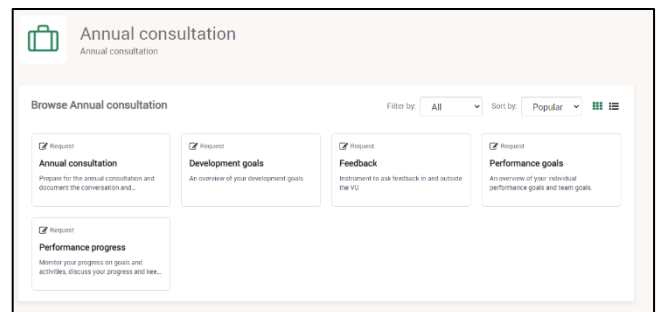 Annual consultation
Annual consultation
Browse Annual consultation
Filter by: All
Sort by: Popular
Request
Annual consultation
Prepare for the annual consultation and
document the conversation and...
Request
Development goals
An overview of your development goals
Request
Feedback
Instrument to ask feedback in and outside
the VU
Request
Performance goals
An overview of your individual
performance goals and team goals.
Request
Performance progress
Monitor your progress on goals and
activities, discuss your progress and kee...